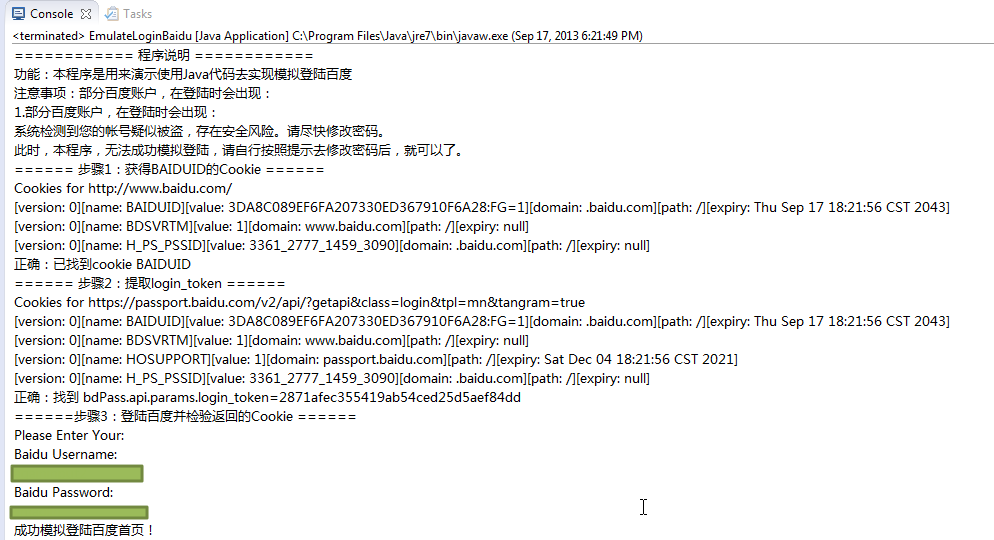 Console Tasks
<terminated> EmulateLoginBaidu [Java Application] C:\Program Files\Java\jre7\bin\javaw.exe (Sep 17, 2013 6:21:49 PM)
============ 程序说明 ============
功能：本程序是用来演示使用Java代码去实现模拟登陆百度
注意事项：部分百度账户，在登陆时会出现：
1.部分百度账户，在登陆时会出现：
系统检测到您的帐号疑似被盗，存在安全风险。请尽快修改密码。
此时，本程序，无法成功模拟登陆，请自行按照提示去修改密码后，就可以了。
====== 步骤1：获得BAIDUID的Cookie ======
Cookies for http://www.baidu.com/
[version: 0][name: BAIDUID][value: 3DA8C089EF6FA207330ED367910F6A28:FG=1][domain: .baidu.com][path: /][expiry: Thu Sep 17 18:21:56 CST 2043]
[version: 0][name: BDSVRTM][value: 1][domain: www.baidu.com][path: /][expiry: null]
[version: 0][name: H_PS_PSSID][value: 3361_2777_1459_3090][domain: .baidu.com][path: /][expiry: null]
正确：已找到cookie BAIDUID
====== 步骤2：提取login_token ======
Cookies for https://passport.baidu.com/v2/api/?getapi&class=login&tpl=mn&tangram=true
[version: 0][name: BAIDUID][value: 3DA8C089EF6FA207330ED367910F6A28:FG=1][domain: .baidu.com][path: /][expiry: Thu Sep 17 18:21:56 CST 2043]
[version: 0][name: BDSVRTM][value: 1][domain: www.baidu.com][path: /][expiry: null]
[version: 0][name: HOSUPPORT][value: 1][domain: passport.baidu.com][path: /][expiry: Sat Dec 04 18:21:56 CST 2021]
[version: 0][name: H_PS_PSSID][value: 3361_2777_1459_3090][domain: .baidu.com][path: /][expiry: null]
正确：找到 bdPass.api.params.login_token=2871afec355419ab54ced25d5aef84dd
======步骤3：登陆百度并检验返回的Cookie ======
Please Enter Your:
Baidu Username:
Baidu Password:
成功模拟登陆百度首页！